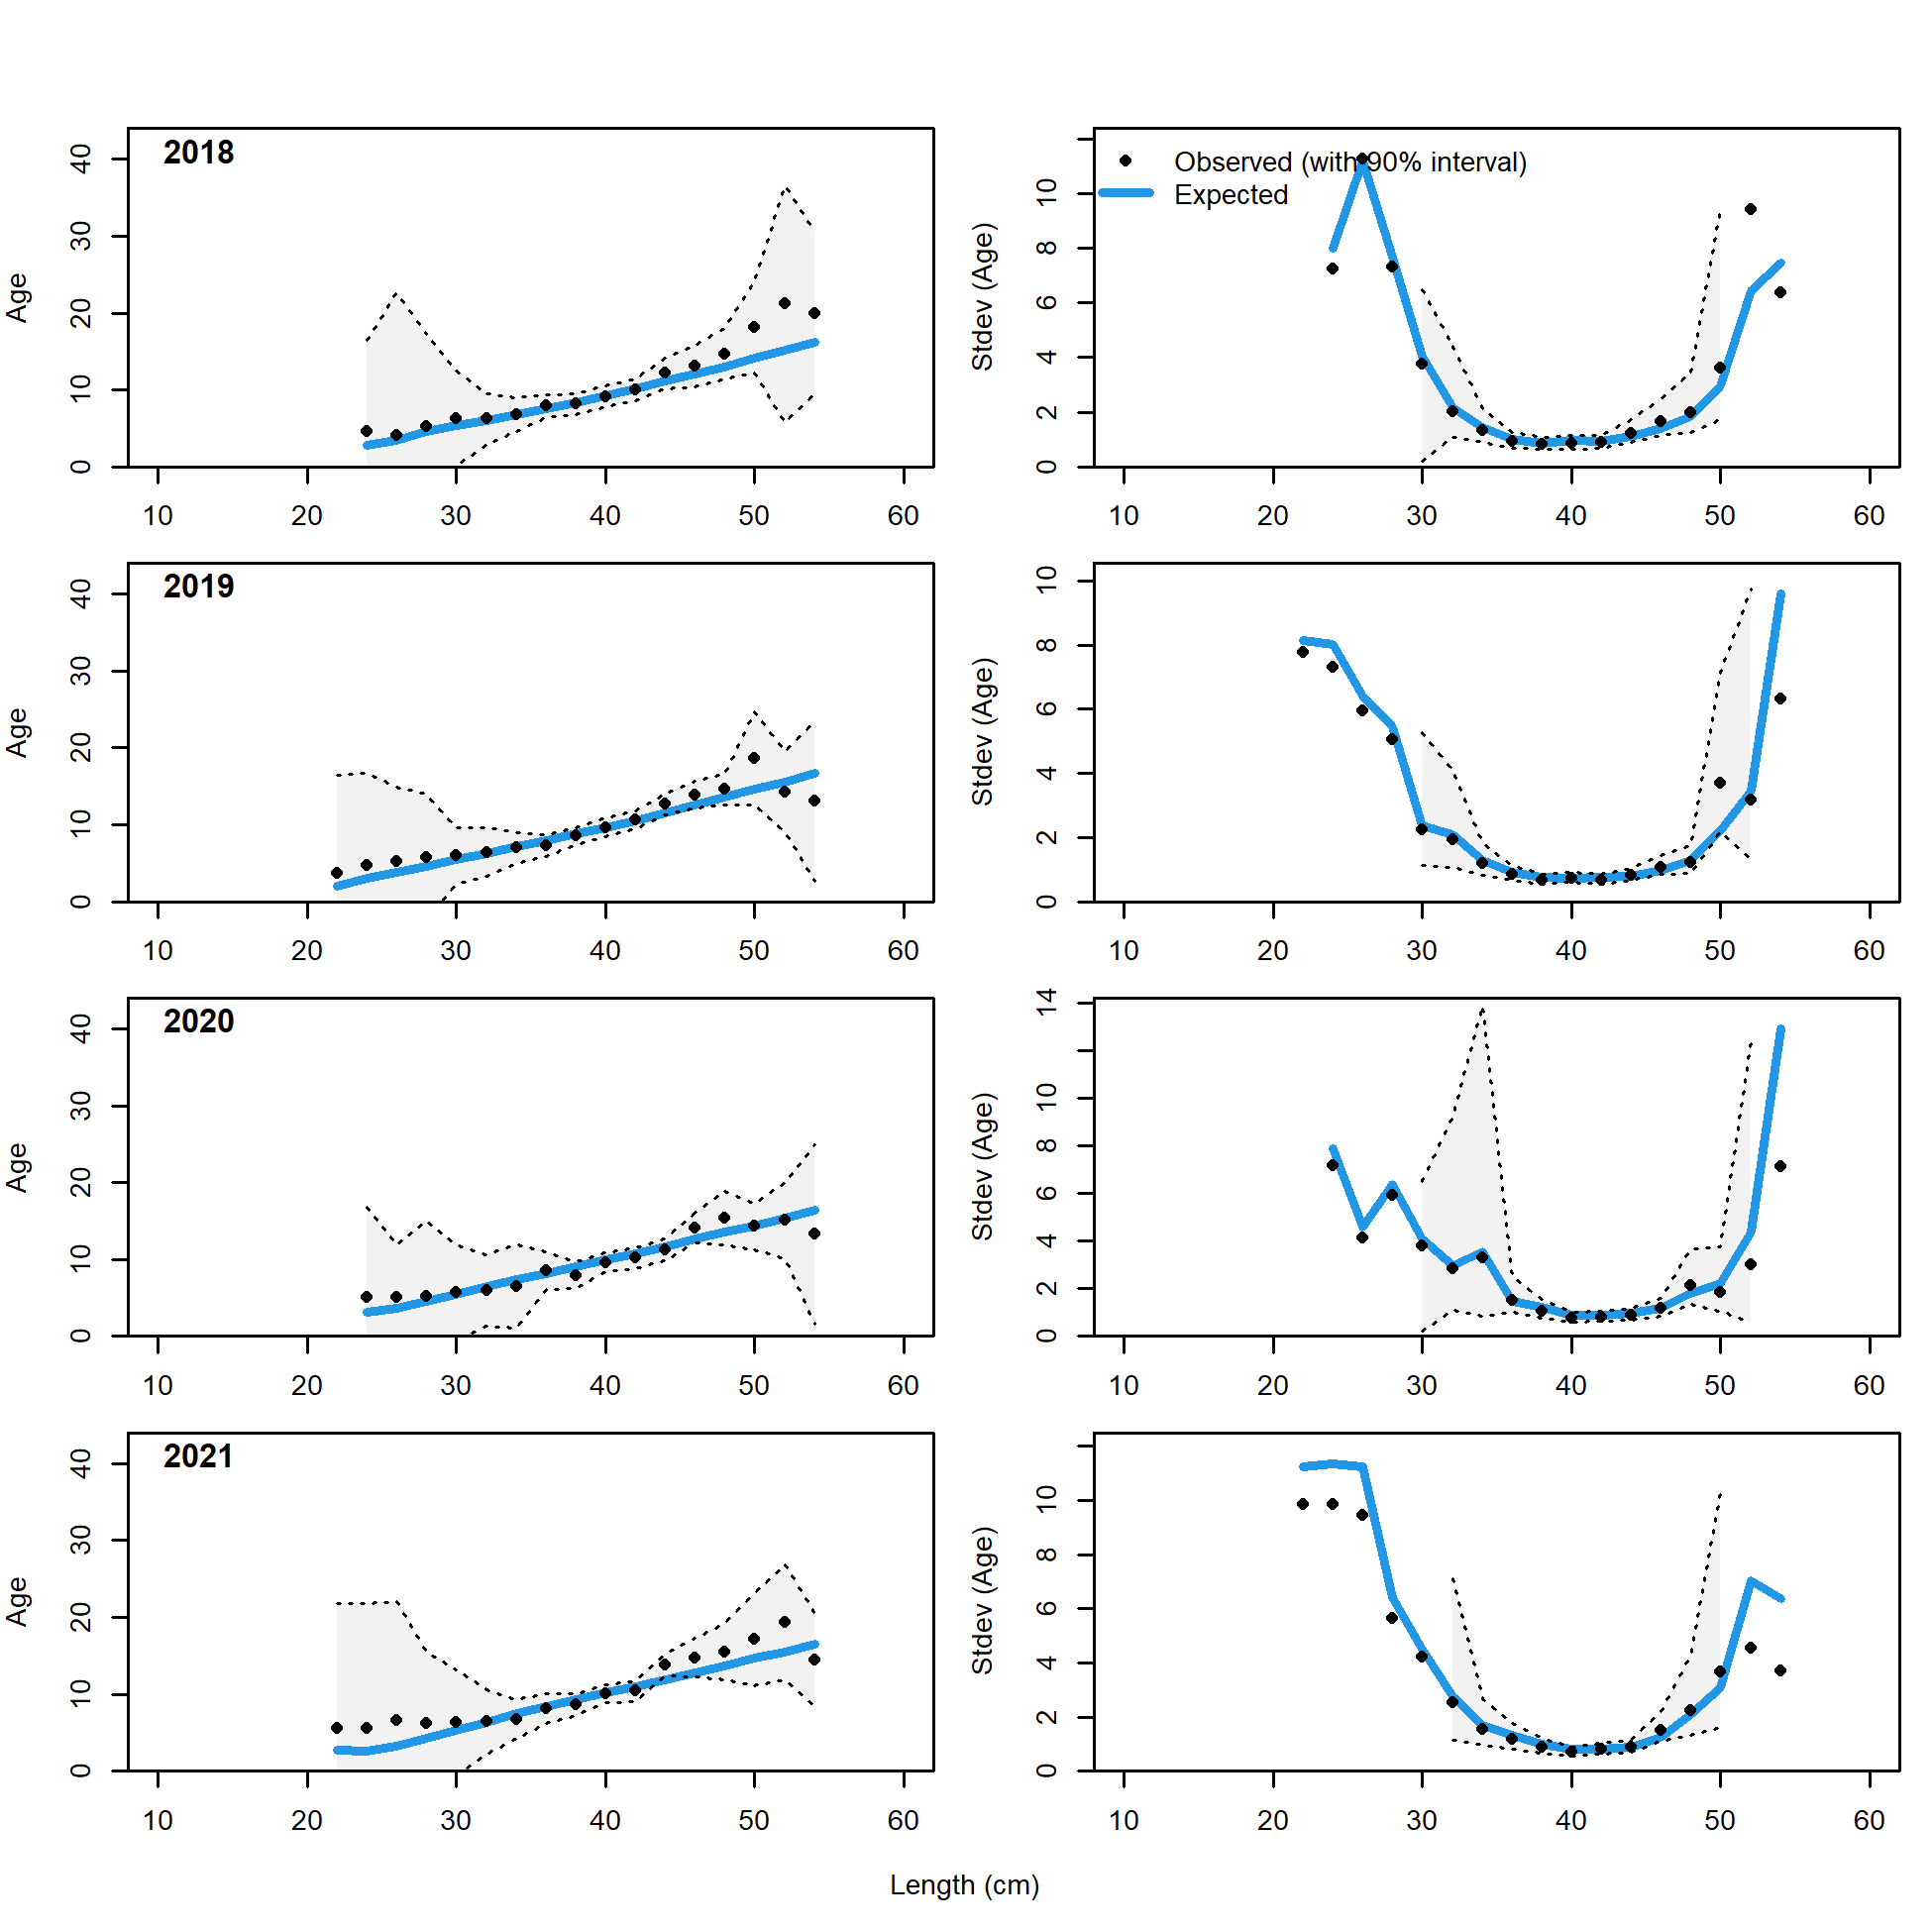 2018
Age
0 10 20 30 40
10 20 30 40 50 60
Observed (with 90% interval)
Expected
Stdev (Age)
0 2 4 6 8 10
10 20 30 40 50 60
2019
Age
0 10 20 30 40
10 20 30 40 50 60
Stdev (Age)
0 2 4 6 8 10
10 20 30 40 50 60
2020
Age
0 10 20 30 40
10 20 30 40 50 60
Stdev (Age)
0 2 4 6 8 10 14
10 20 30 40 50 60
2021
Age
0 10 20 30 40
10 20 30 40 50 60
Stdev (Age)
0 2 4 6 8 10
10 20 30 40 50 60
Length (cm)